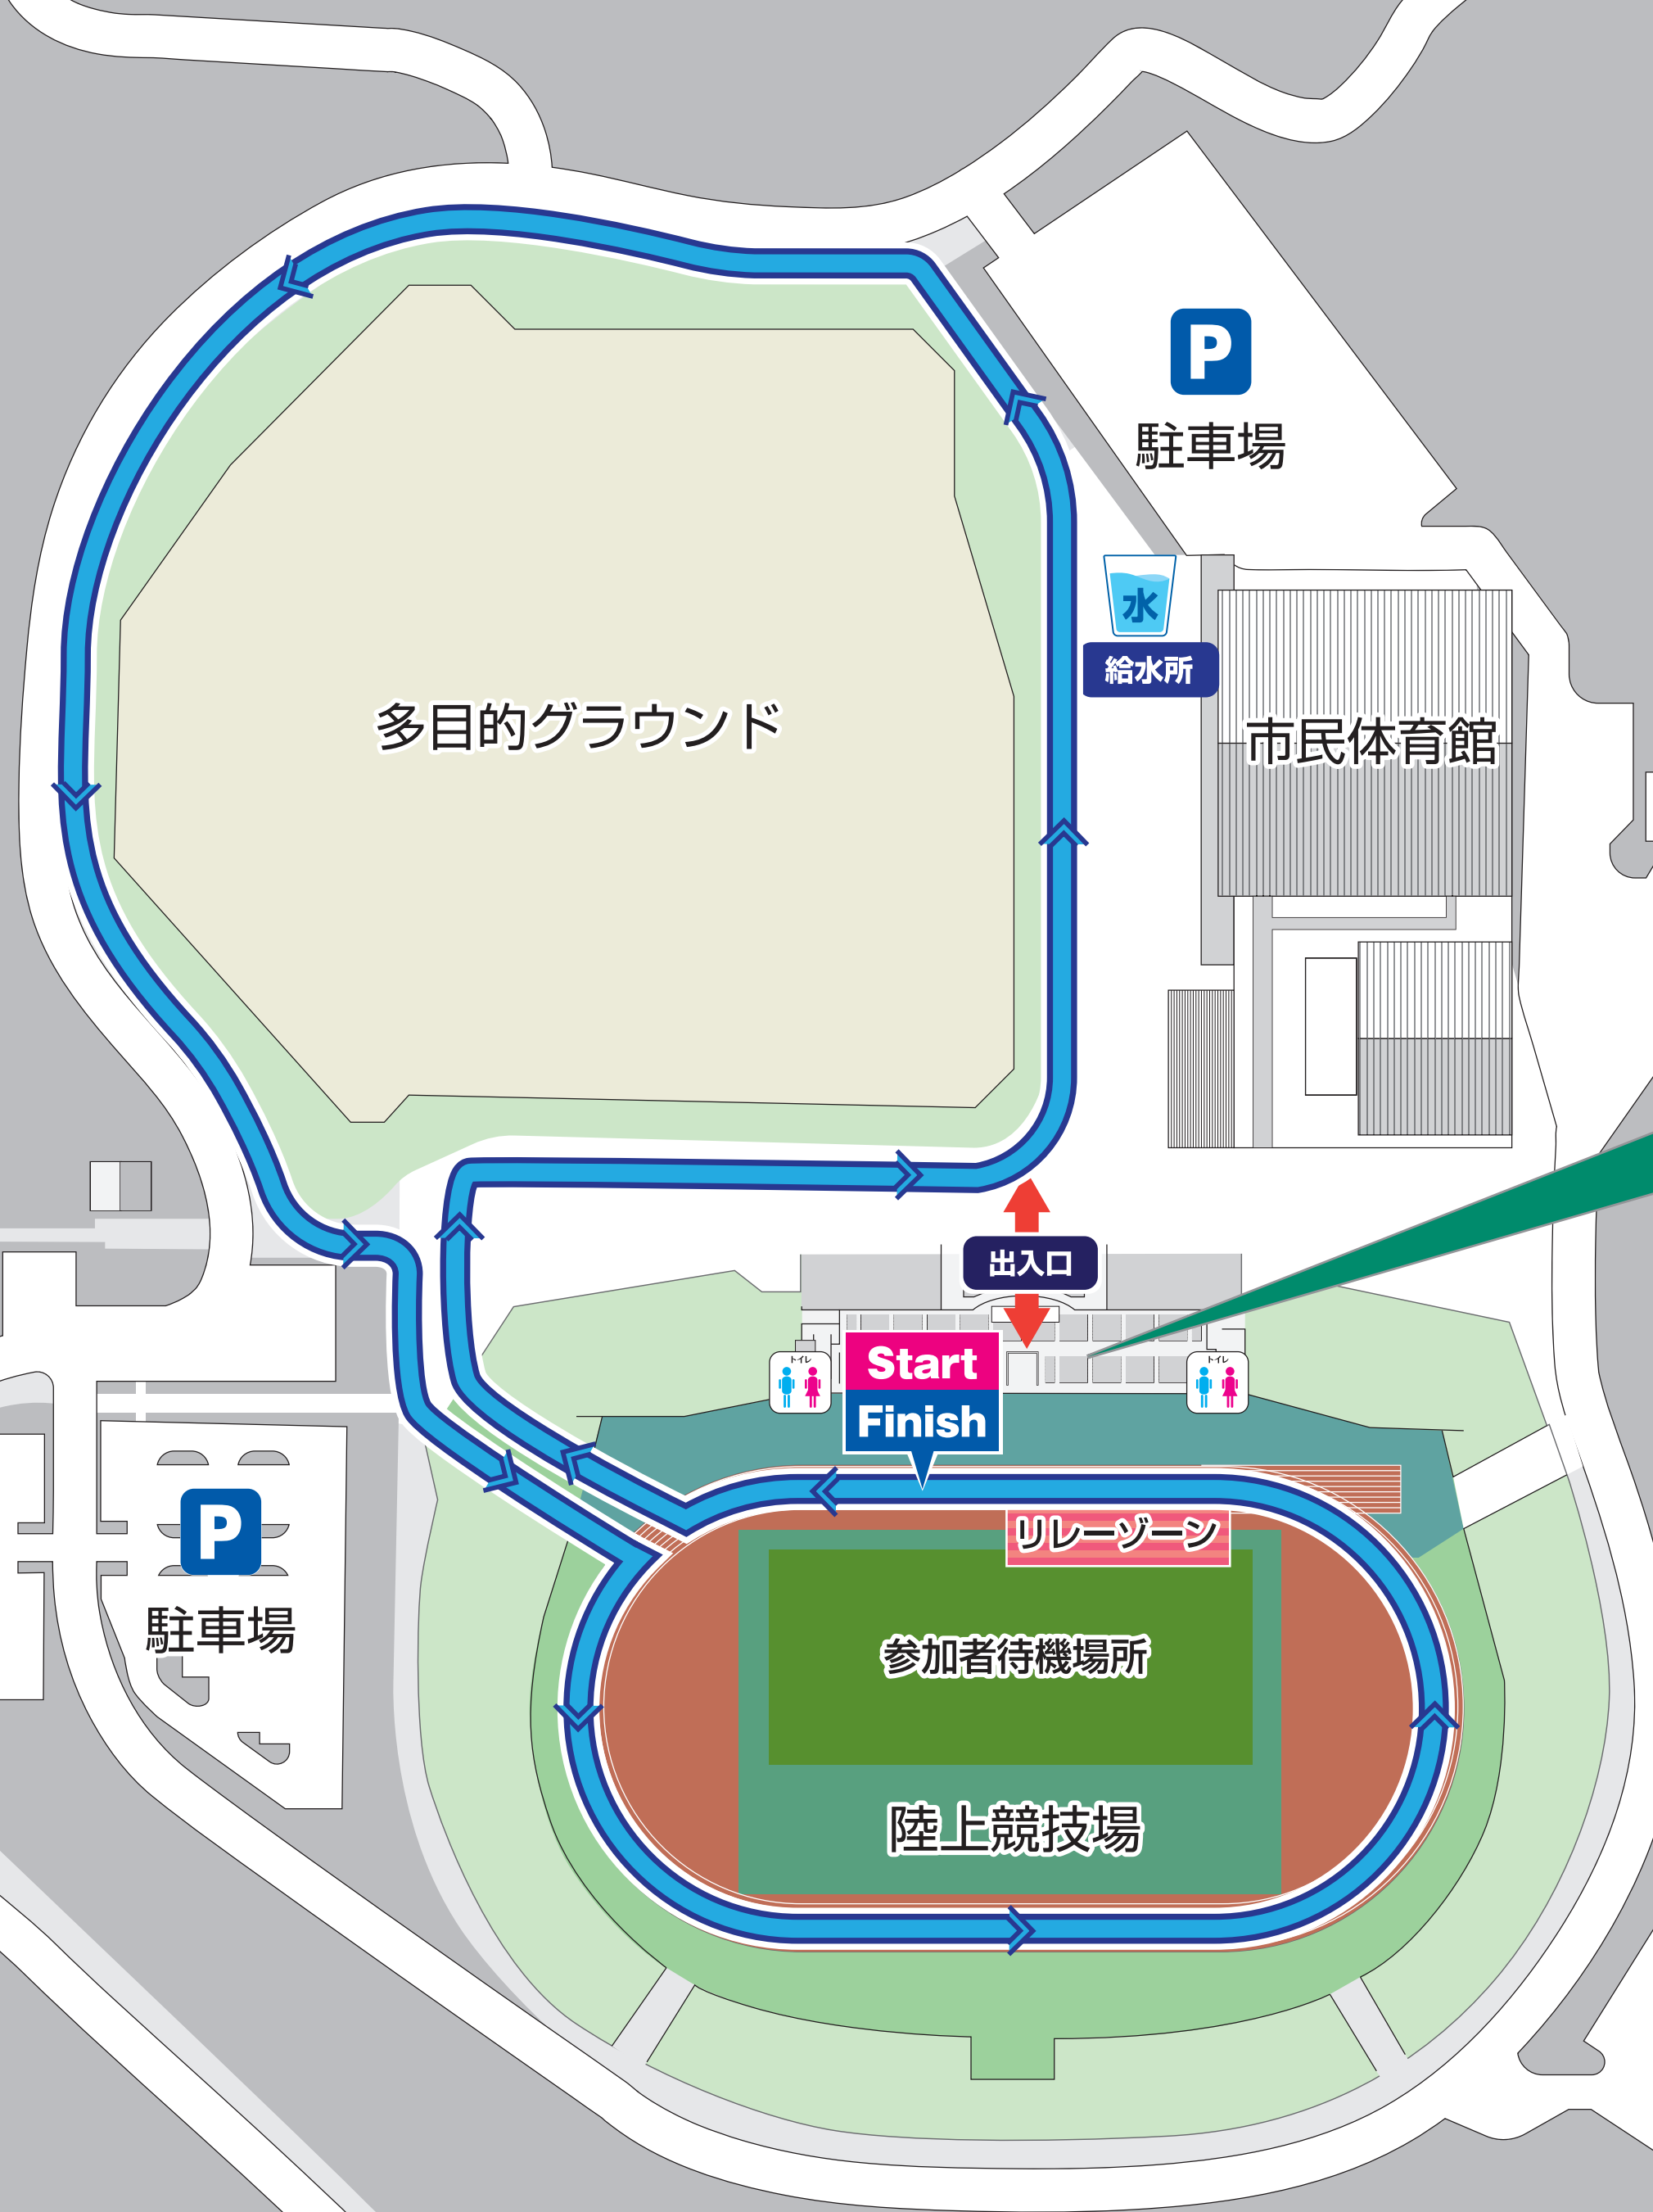 P
駐車場
水
給水所
多目的グラウンド
市民体育館
出入口
Start
Finish
トイレ
トイレ
リレーゾーン
P
駐車場
参加者待機場所
陸上競技場